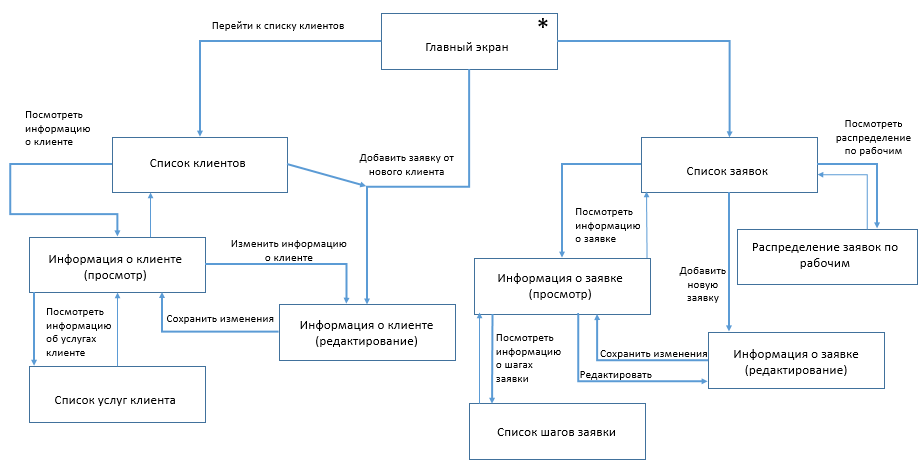 Перейти к списку клиентов
*
Главный экран
Посмотреть
информацию
о клиенте
Список клиентов
Добавить заявку от
нового клиента
Список заявок
Посмотреть
распределение
по рабочим
Посмотреть
информацию
о заявке
Информация о клиенте
(просмотр)
Изменить информацию
о клиенте
Информация о заявке
(просмотр)
Добавить
новую
заявку
Распределение заявок по
рабочим
Посмотреть
информацию
об услугах
клиенте
Сохранить изменения
Информация о клиенте
(редактирование)
Посмотреть
информацию
о шагах
заявки
Сохранить изменения
Редактировать
Информация о заявке
(редактирование)
Список услуг клиента
Список шагов заявки